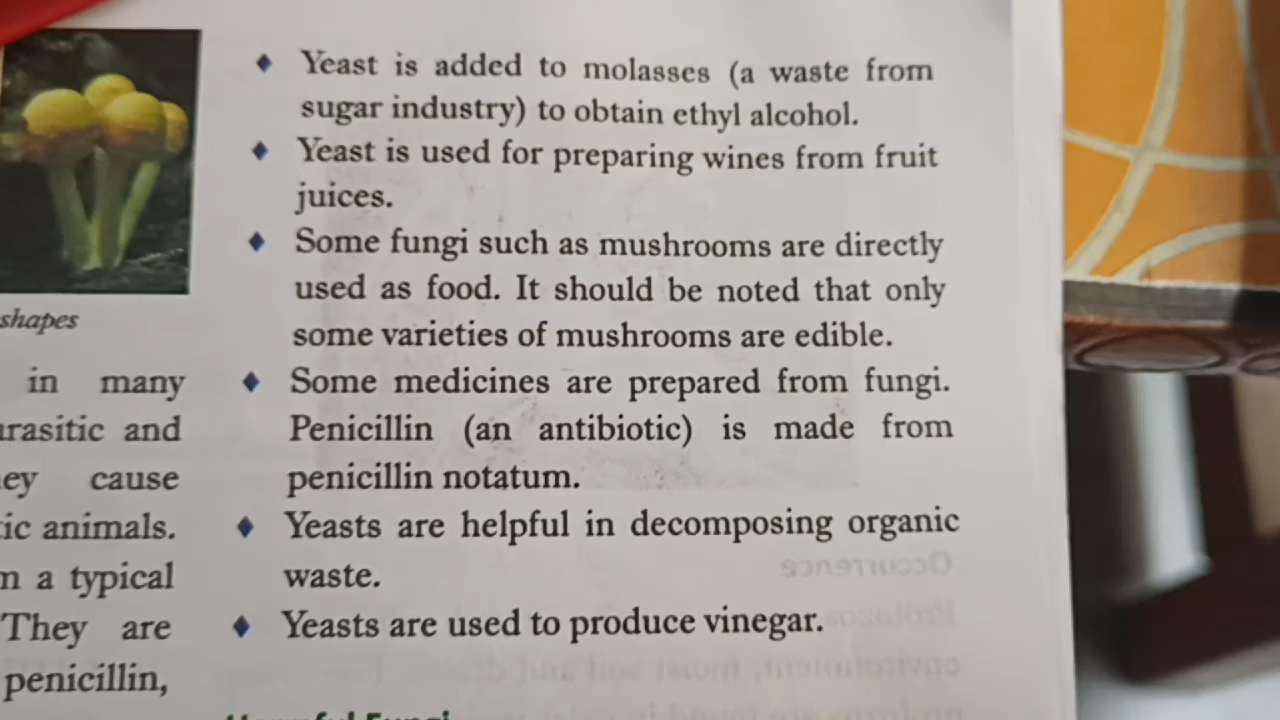 shapes
in many
and
cause
animals.
a typical
They are
penicillin,
◆ Yeast is added to molasses (a waste from
sugar industry) to obtain ethyl alcohol.
◆ Yeast is used for preparing wines from fruit
juices.
◆ Some fungi such as mushrooms are directly
used as food. It should be noted that only
some varieties of mushrooms are edible.
◆ Some medicines are prepared from fungi.
Penicillin (an antibiotic) is made from
penicillin notatum.
◆ Yeasts are helpful in decomposing organic
waste.
◆ Yeasts are used to produce vinegar.